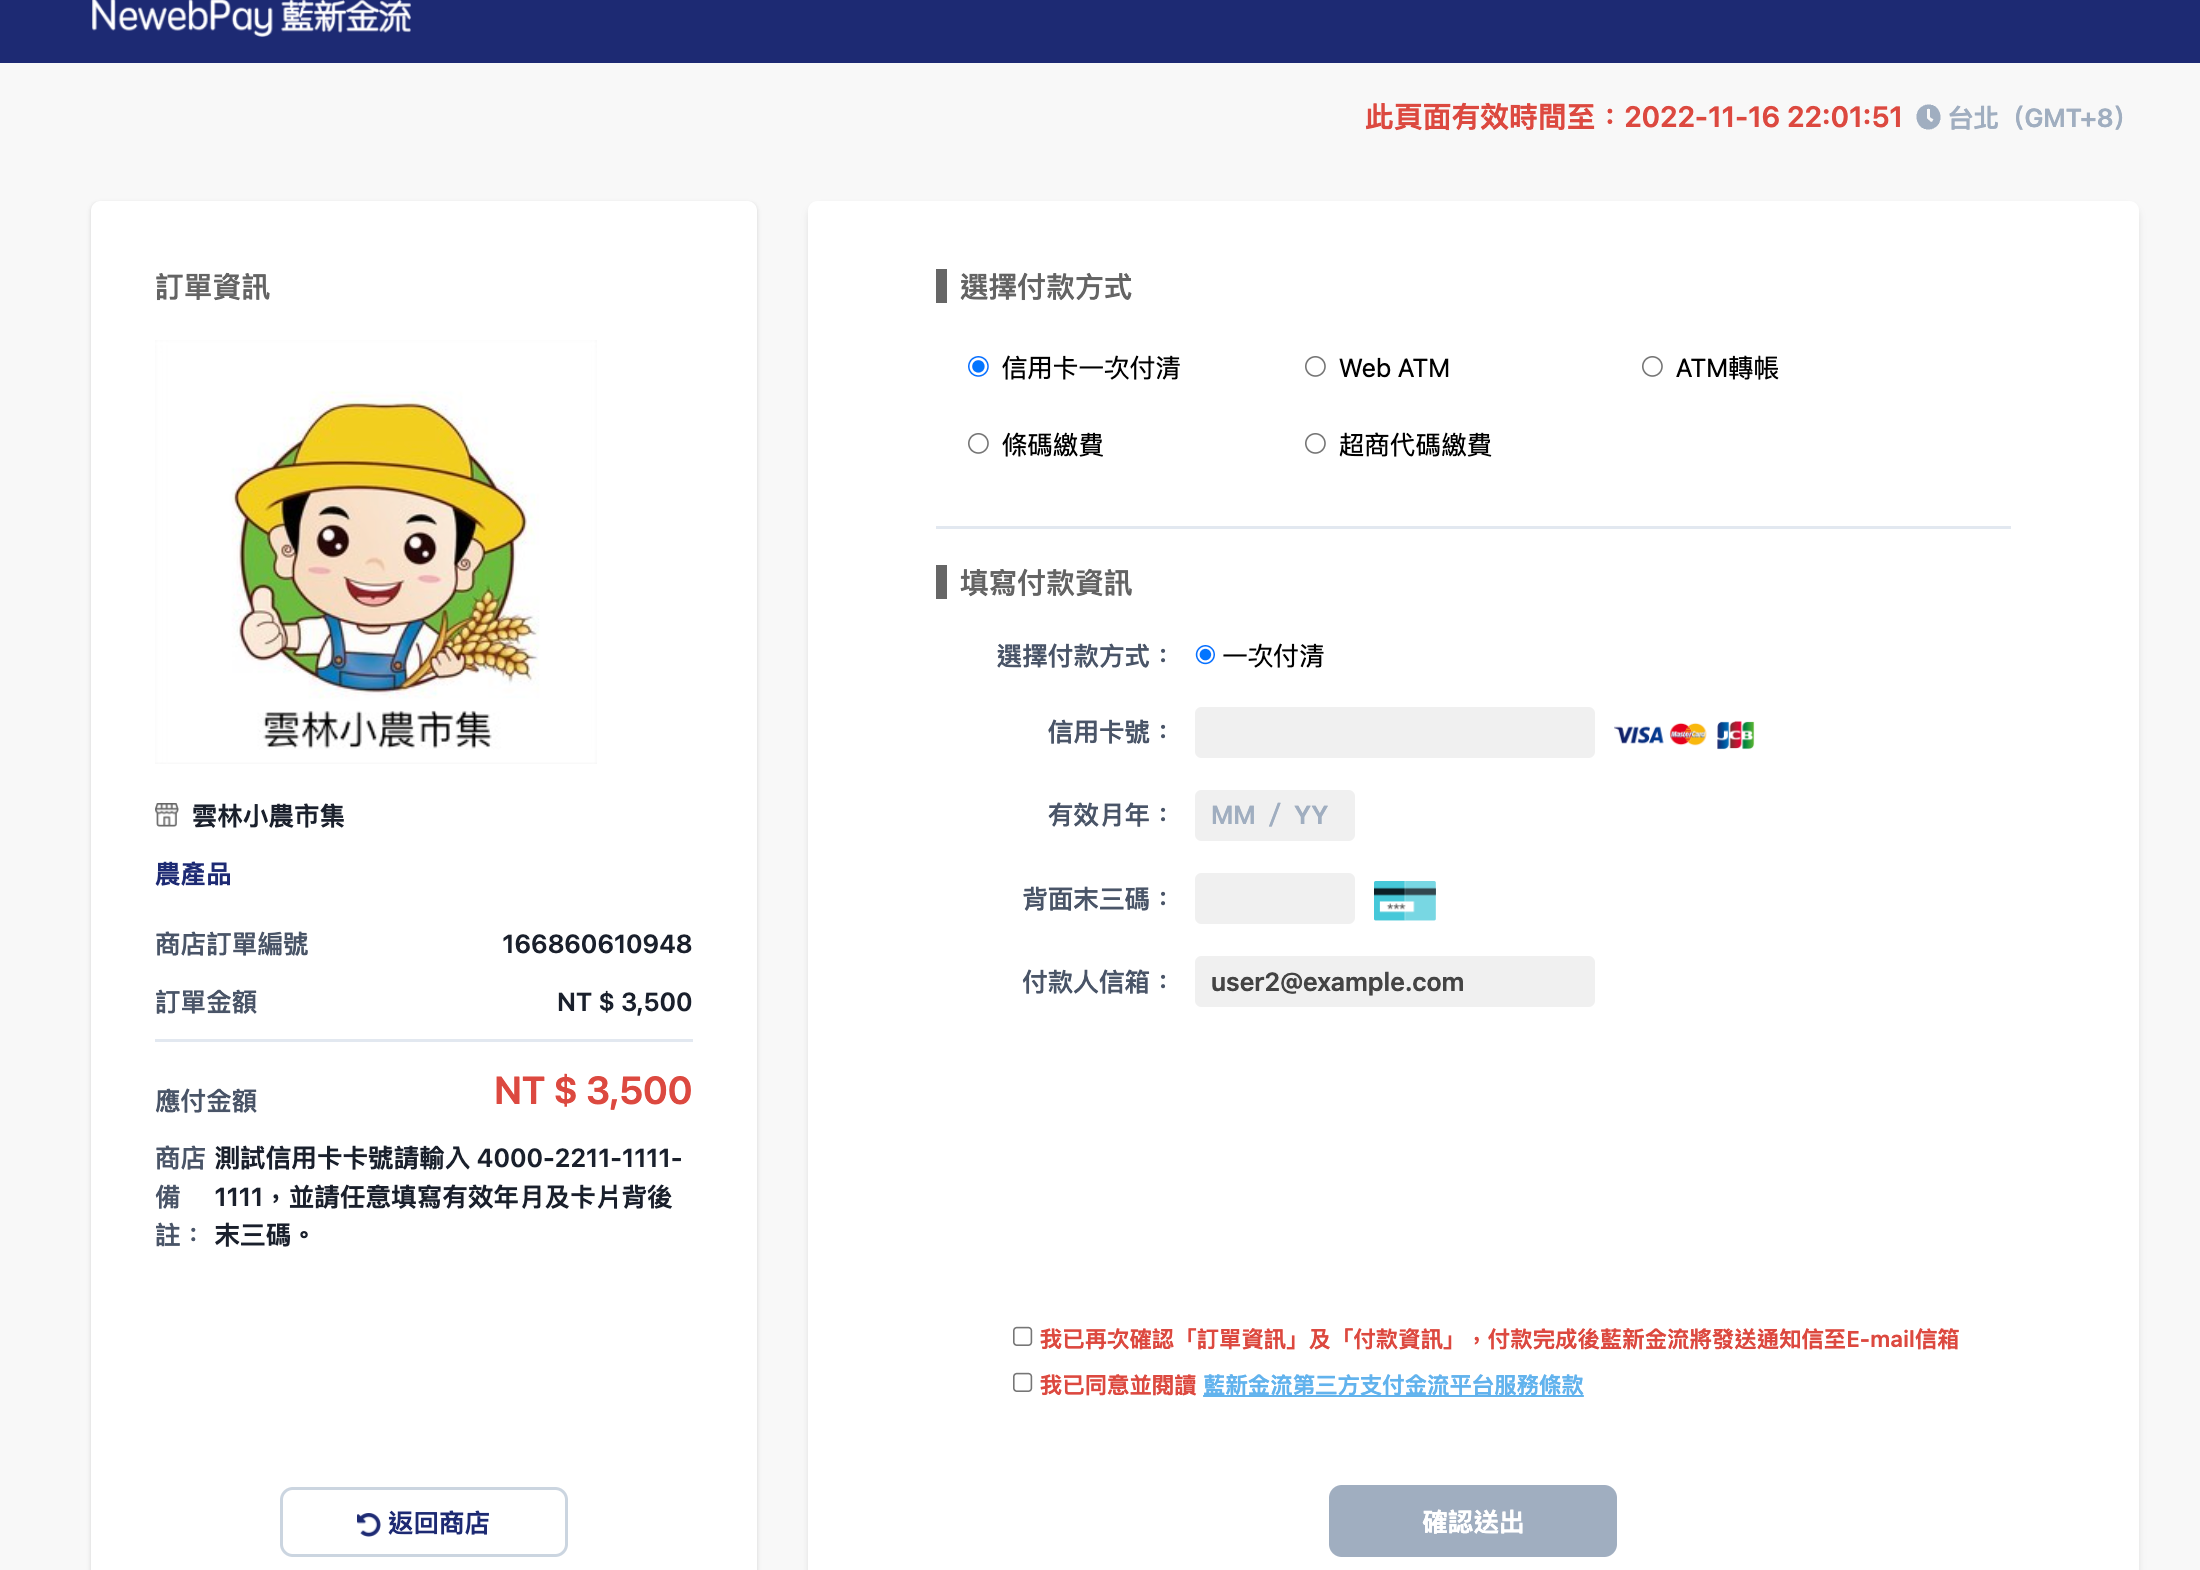 NewebPay 藍新金流
此頁面有效時間至：2022-11-16 22:01:51 台北（GMT+8）
訂單資訊
雲林小農市集
雲林小農市集
農產品
商店訂單編號 166860610948
訂單金額 NT $ 3,500
應付金額 NT $ 3,500
商店備註： 測試信用卡卡號請輸入 4000-2211-1111-
1111，並請任意填寫有效年月及卡片背後
末三碼。
返回商店
選擇付款方式
信用卡一次付清 Web ATM ATM轉帳
條碼繳費 超商代碼繳費
填寫付款資訊
選擇付款方式： 一次付清
信用卡號： VISA MasterCard JCB
有效月年： MM / YY
背面末三碼： ***
付款人信箱： user2@example.com
我已再次確認「訂單資訊」及「付款資訊」，付款完成後藍新金流將發送通知信至E-mail信箱
我已同意並閱讀 藍新金流第三方支付金流平台服務條款
確認送出